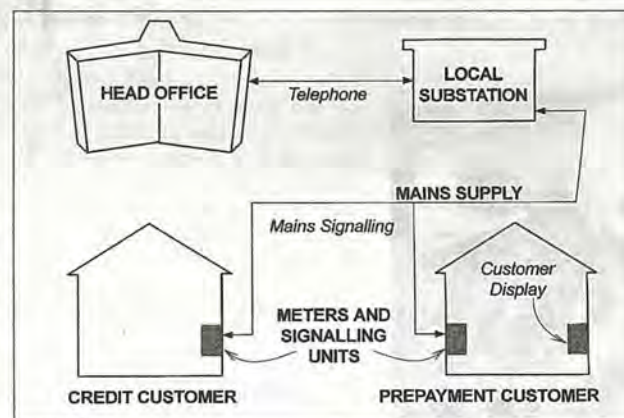 HEAD OFFICE
Telephone
LOCAL
SUBSTATION
MAINS SUPPLY
Mains Signalling
Customer
Display
METERS AND
SIGNALLING
UNITS
CREDIT CUSTOMER
PREPAYMENT CUSTOMER